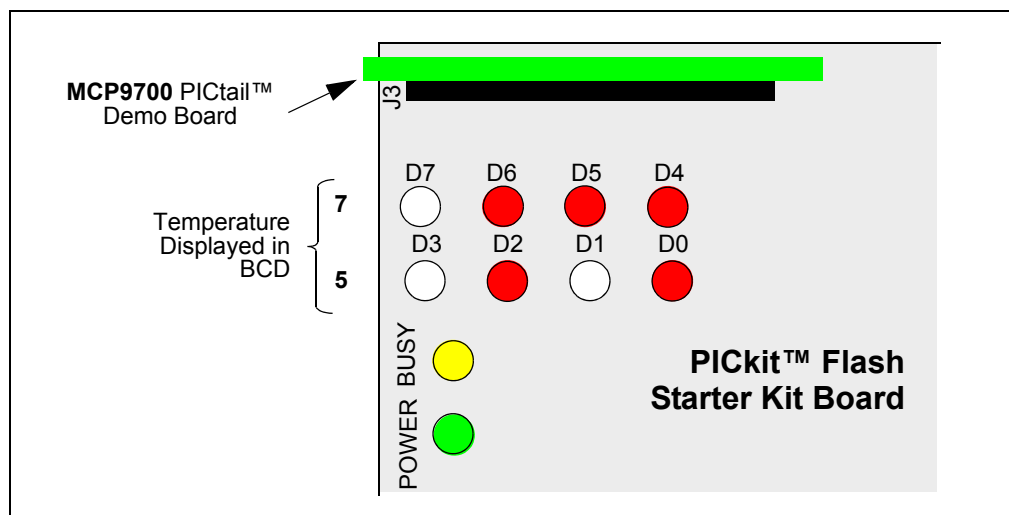 MCP9700 PICtail™
Demo Board
J3
D7 D6 D5 D4
7
Temperature
Displayed in
BCD
D3 D2 D1 D0
5
BUSY
POWER
PICkit™ Flash
Starter Kit Board